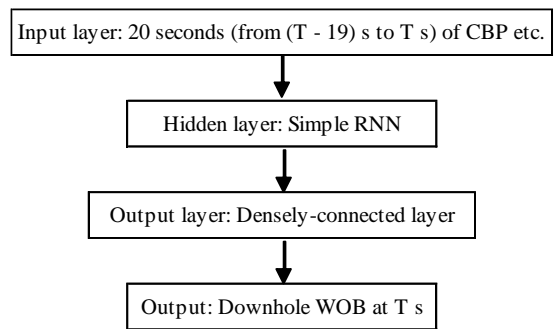 Input layer: 20 seconds (from (T - 19) s to T s) of CBP etc.
Hidden layer: Simple RNN
Output layer: Densely-connected layer
Output: Downhole WOB at T s